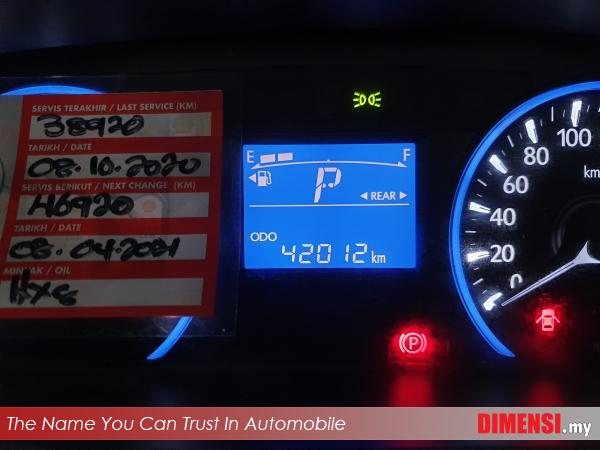 SERVIS TERAKHIR / LAST SERVICE (KM)
38920
TARIKH / DATE
08.10.2020
SERVIS BERIKUT / NEXT CHANGE (KM)
46920
TARIKH / DATE
08.04.2021
MINYAK / OIL
E F
P
◄ REAR ►
ODO
42012 km
100
80
km
60
40
20
0
P
The Name You Can Trust In Automobile
DIMENSI.my